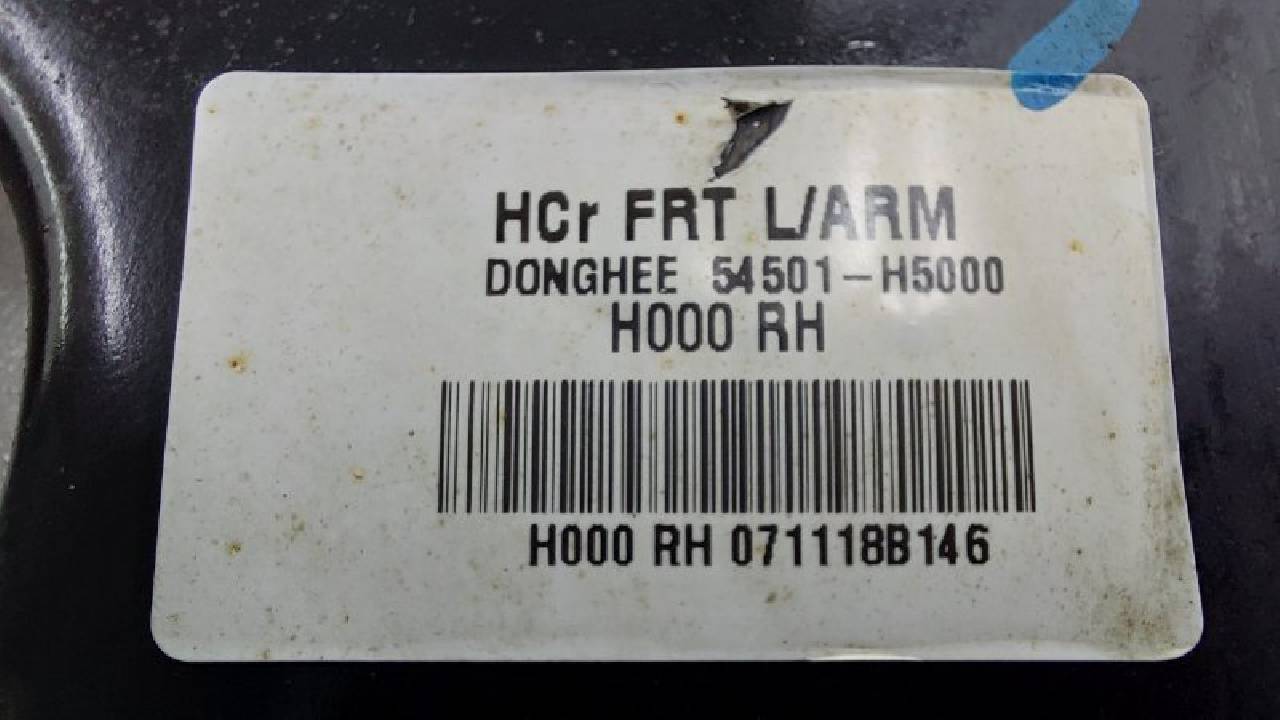 HCr FRT L/ARM
DONGHEE 54501-H5000
H000 RH
H000 RH 071118B146